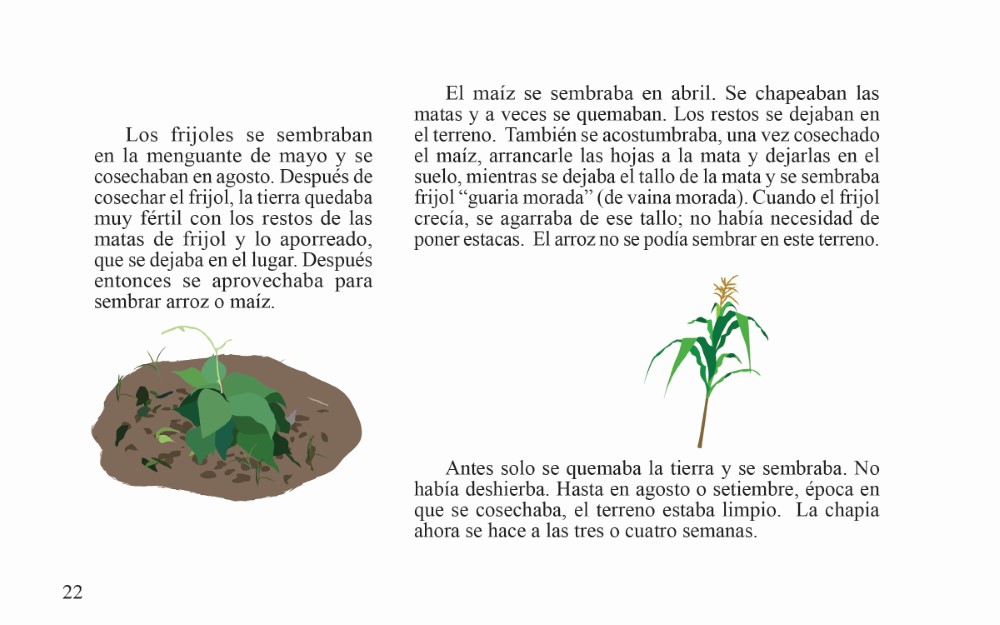 Los frijoles se sembraban
en la menguante de mayo y se
cosechaban en agosto. Después de
cosechar el frijol, la tierra quedaba
muy fértil con los restos de las
matas de frijol y lo aporreado,
que se dejaba en el lugar. Después
entonces se aprovechaba para
sembrar arroz o maíz.
El maíz se sembraba en abril. Se chapeaban las
matas y a veces se quemaban. Los restos se dejaban en
el terreno. También se acostumbraba, una vez cosechado
el maíz, arrancarle las hojas a la mata y dejarlas en el
suelo, mientras se dejaba el tallo de la mata y se sembraba
frijol “guaria morada” (de vaina morada). Cuando el frijol
crecía, se agarraba de ese tallo; no había necesidad de
poner estacas. El arroz no se podía sembrar en este terreno.
Antes solo se quemaba la tierra y se sembraba. No
había deshierba. Hasta en agosto o setiembre, época en
que se cosechaba, el terreno estaba limpio. La chapia
ahora se hace a las tres o cuatro semanas.
22